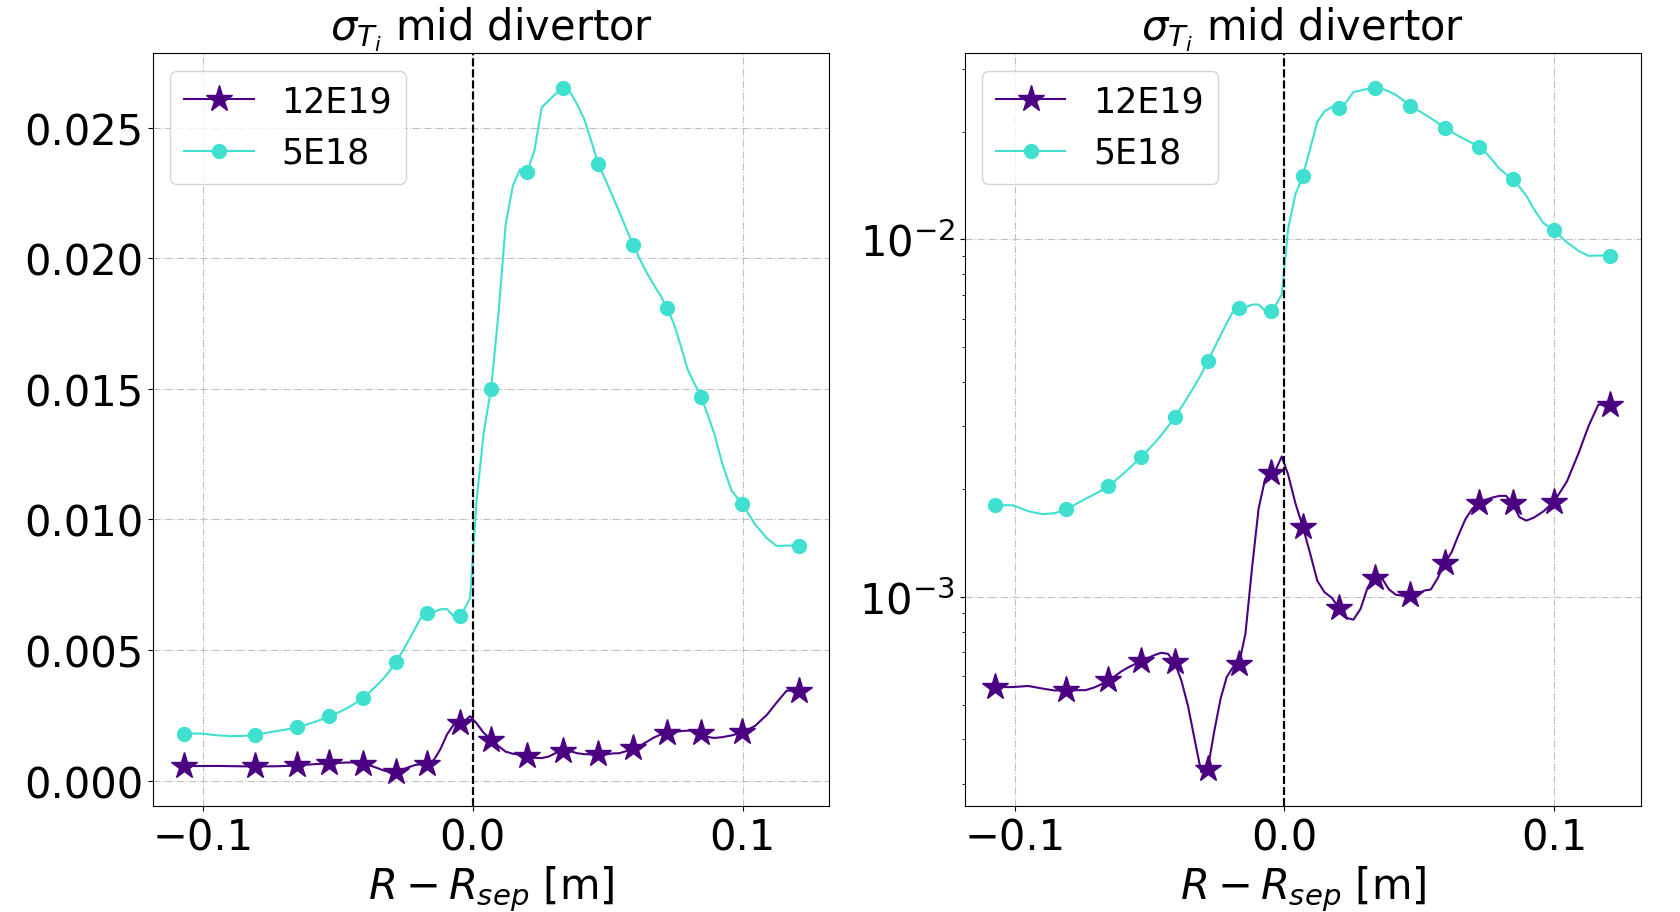 σ_{T_i} mid divertor
12E19
5E18
0.025
0.020
0.015
0.010
0.005
0.000
−0.1 0.0 0.1
R − R_{sep} [m]
σ_{T_i} mid divertor
12E19
5E18
10^{−2}
10^{−3}
−0.1 0.0 0.1
R − R_{sep} [m]